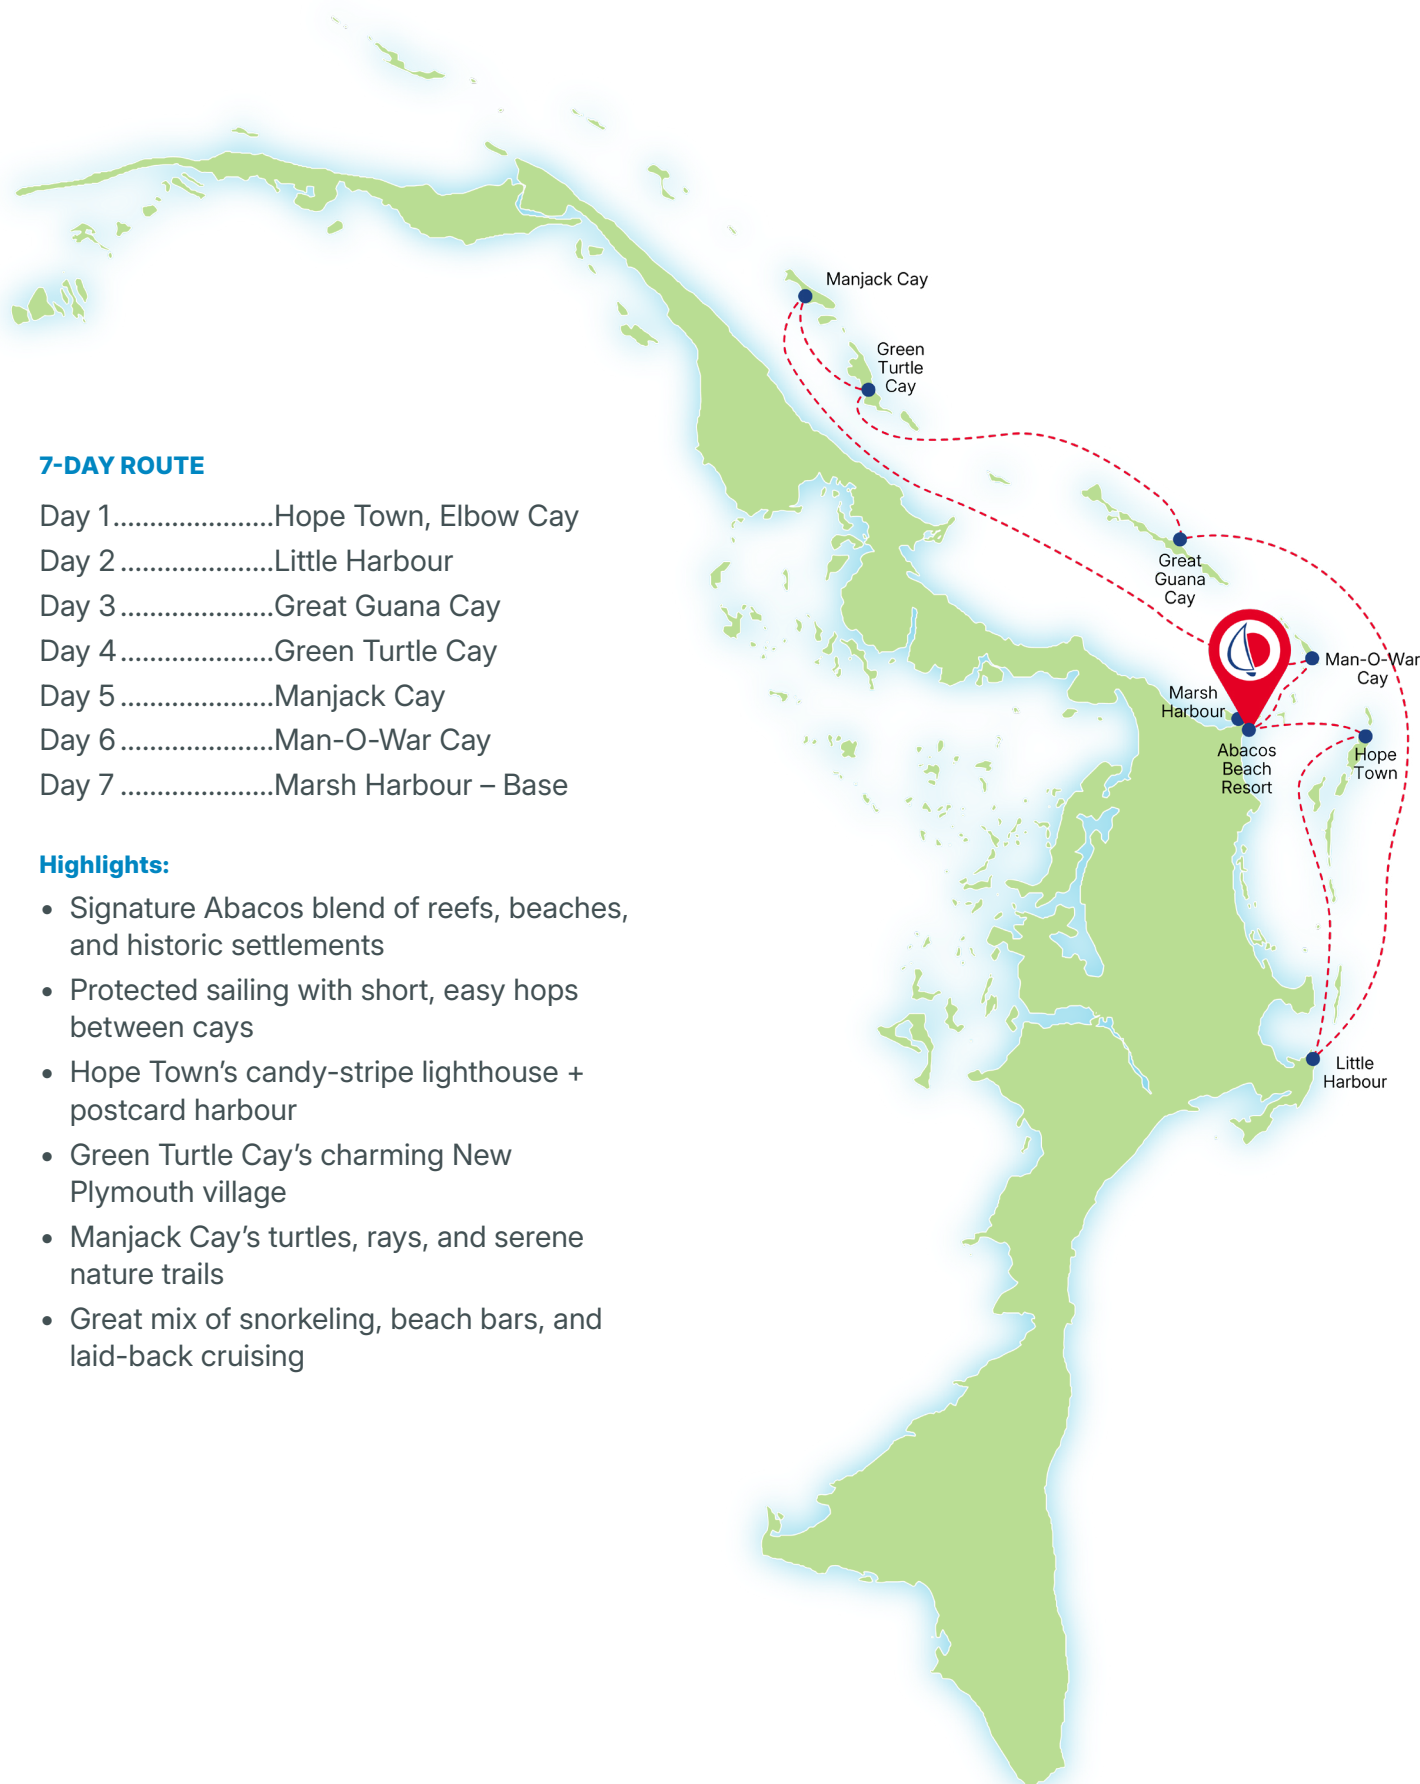 7-DAY ROUTE
Day 1......................Hope Town, Elbow Cay
Day 2.....................Little Harbour
Day 3.....................Great Guana Cay
Day 4.....................Green Turtle Cay
Day 5.....................Manjack Cay
Day 6.....................Man-O-War Cay
Day 7.....................Marsh Harbour – Base
Highlights:
• Signature Abacos blend of reefs, beaches,
and historic settlements
• Protected sailing with short, easy hops
between cays
• Hope Town’s candy-stripe lighthouse +
postcard harbour
• Green Turtle Cay’s charming New
Plymouth village
• Manjack Cay’s turtles, rays, and serene
nature trails
• Great mix of snorkeling, beach bars, and
laid-back cruising
Manjack Cay
Green
Turtle
Cay
Great
Guana
Cay
Man-O-War
Cay
Marsh
Harbour
Abacos
Beach
Resort
Hope
Town
Little
Harbour